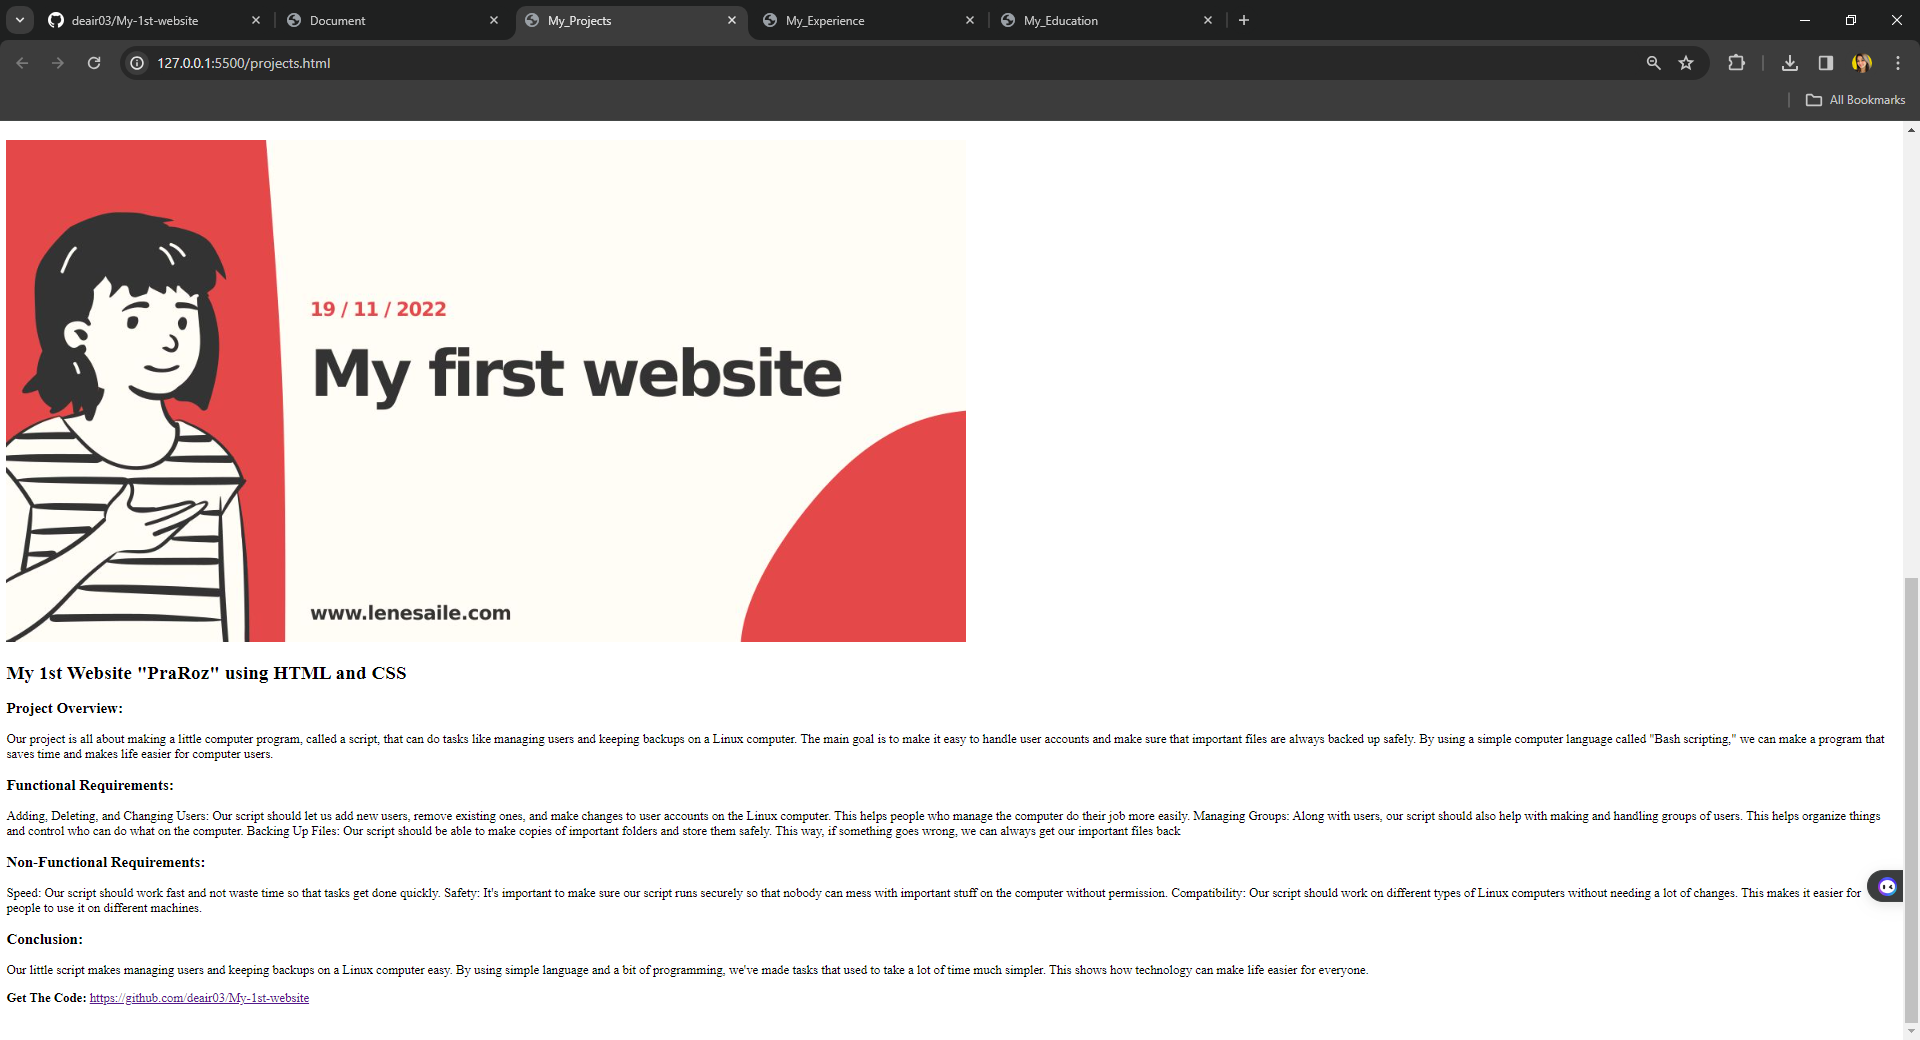 deair03/My-1st-website
Document
My_Projects
My_Experience
My_Education
127.0.0.1:5500/projects.html
All Bookmarks
19 / 11 / 2022
My first website
www.lenesaile.com
My 1st Website "PraRoz" using HTML and CSS
Project Overview:
Our project is all about making a little computer program, called a script, that can do tasks like managing users and keeping backups on a Linux computer. The main goal is to make it easy to handle user accounts and make sure that important files are always backed up safely. By using a simple computer language called "Bash scripting," we can make a program that
saves time and makes life easier for computer users.
Functional Requirements:
Adding, Deleting, and Changing Users: Our script should let us add new users, remove existing ones, and make changes to user accounts on the Linux computer. This helps people who manage the computer do their job more easily. Managing Groups: Along with users, our script should also help with making and handling groups of users. This helps organize things
and control who can do what on the computer. Backing Up Files: Our script should be able to make copies of important folders and store them safely. This way, if something goes wrong, we can always get our important files back
Non-Functional Requirements:
Speed: Our script should work fast and not waste time so that tasks get done quickly. Safety: It's important to make sure our script runs securely so that nobody can mess with important stuff on the computer without permission. Compatibility: Our script should work on different types of Linux computers without needing a lot of changes. This makes it easier for
people to use it on different machines.
Conclusion:
Our little script makes managing users and keeping backups on a Linux computer easy. By using simple language and a bit of programming, we've made tasks that used to take a lot of time much simpler. This shows how technology can make life easier for everyone.
Get The Code: https://github.com/deair03/My-1st-website